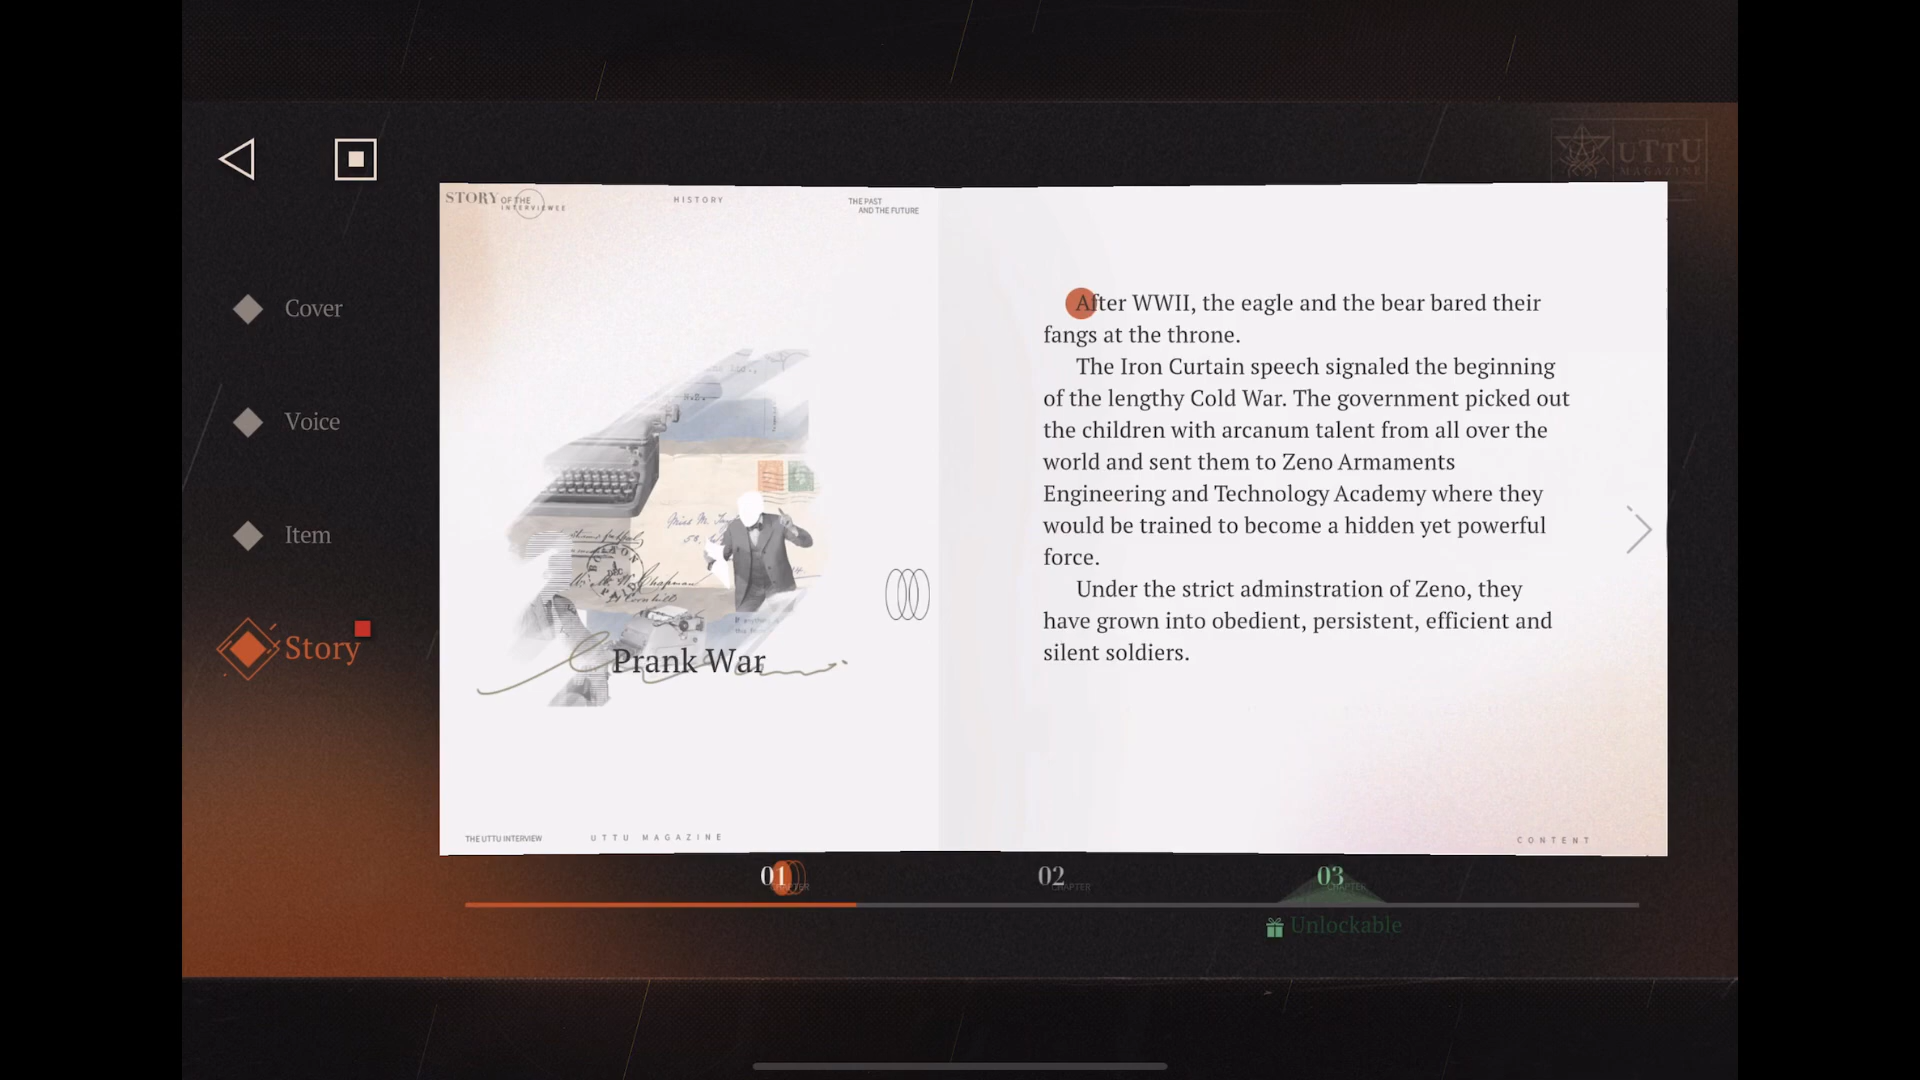 UTTU
MAGAZINE
Cover
Voice
Item
Story
STORY OF THE
INTERVIEWEE
HISTORY
THE PAST
AND THE FUTURE
Prank War
THE UTTU INTERVIEW
UTTU MAGAZINE
After WWII, the eagle and the bear bared their
fangs at the throne.
The Iron Curtain speech signaled the beginning
of the lengthy Cold War. The government picked out
the children with arcanum talent from all over the
world and sent them to Zeno Armaments
Engineering and Technology Academy where they
would be trained to become a hidden yet powerful
force.
Under the strict adminstration of Zeno, they
have grown into obedient, persistent, efficient and
silent soldiers.
CONTENT
01 CHAPTER
02 CHAPTER
03 CHAPTER
Unlockable